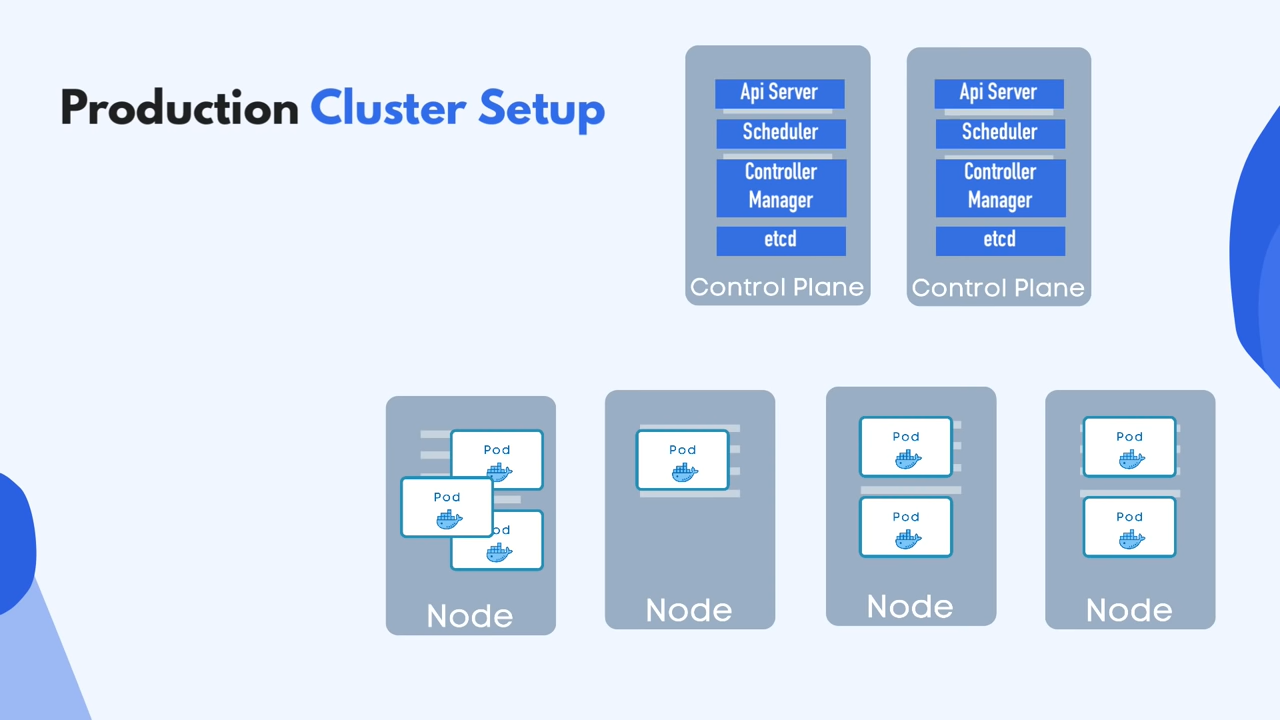 Production Cluster Setup
Api Server
Scheduler
Controller
Manager
etcd
Control Plane
Api Server
Scheduler
Controller
Manager
etcd
Control Plane
Pod
Pod
od
Node
Pod
Node
Pod
Pod
Node
Pod
Pod
Node